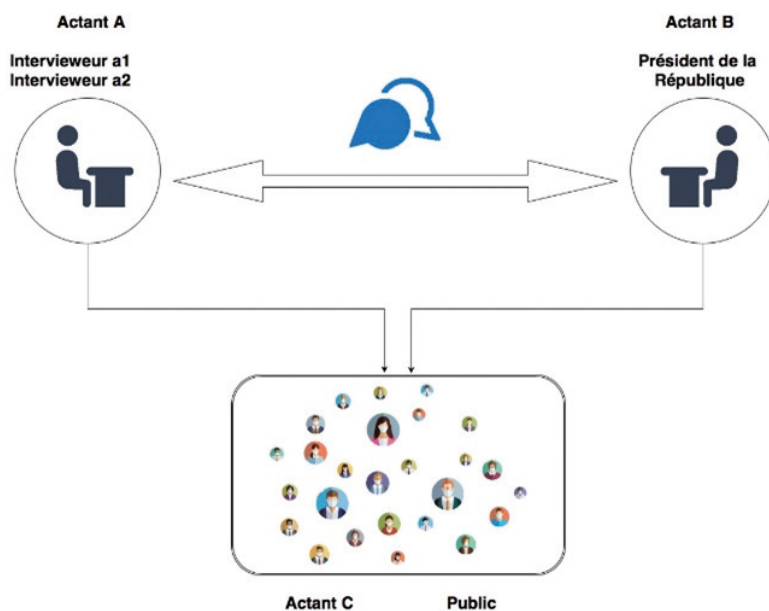 Actant A
Intervieweur a1
Intervieweur a2
Actant B
Président de la
République
Actant C
Public